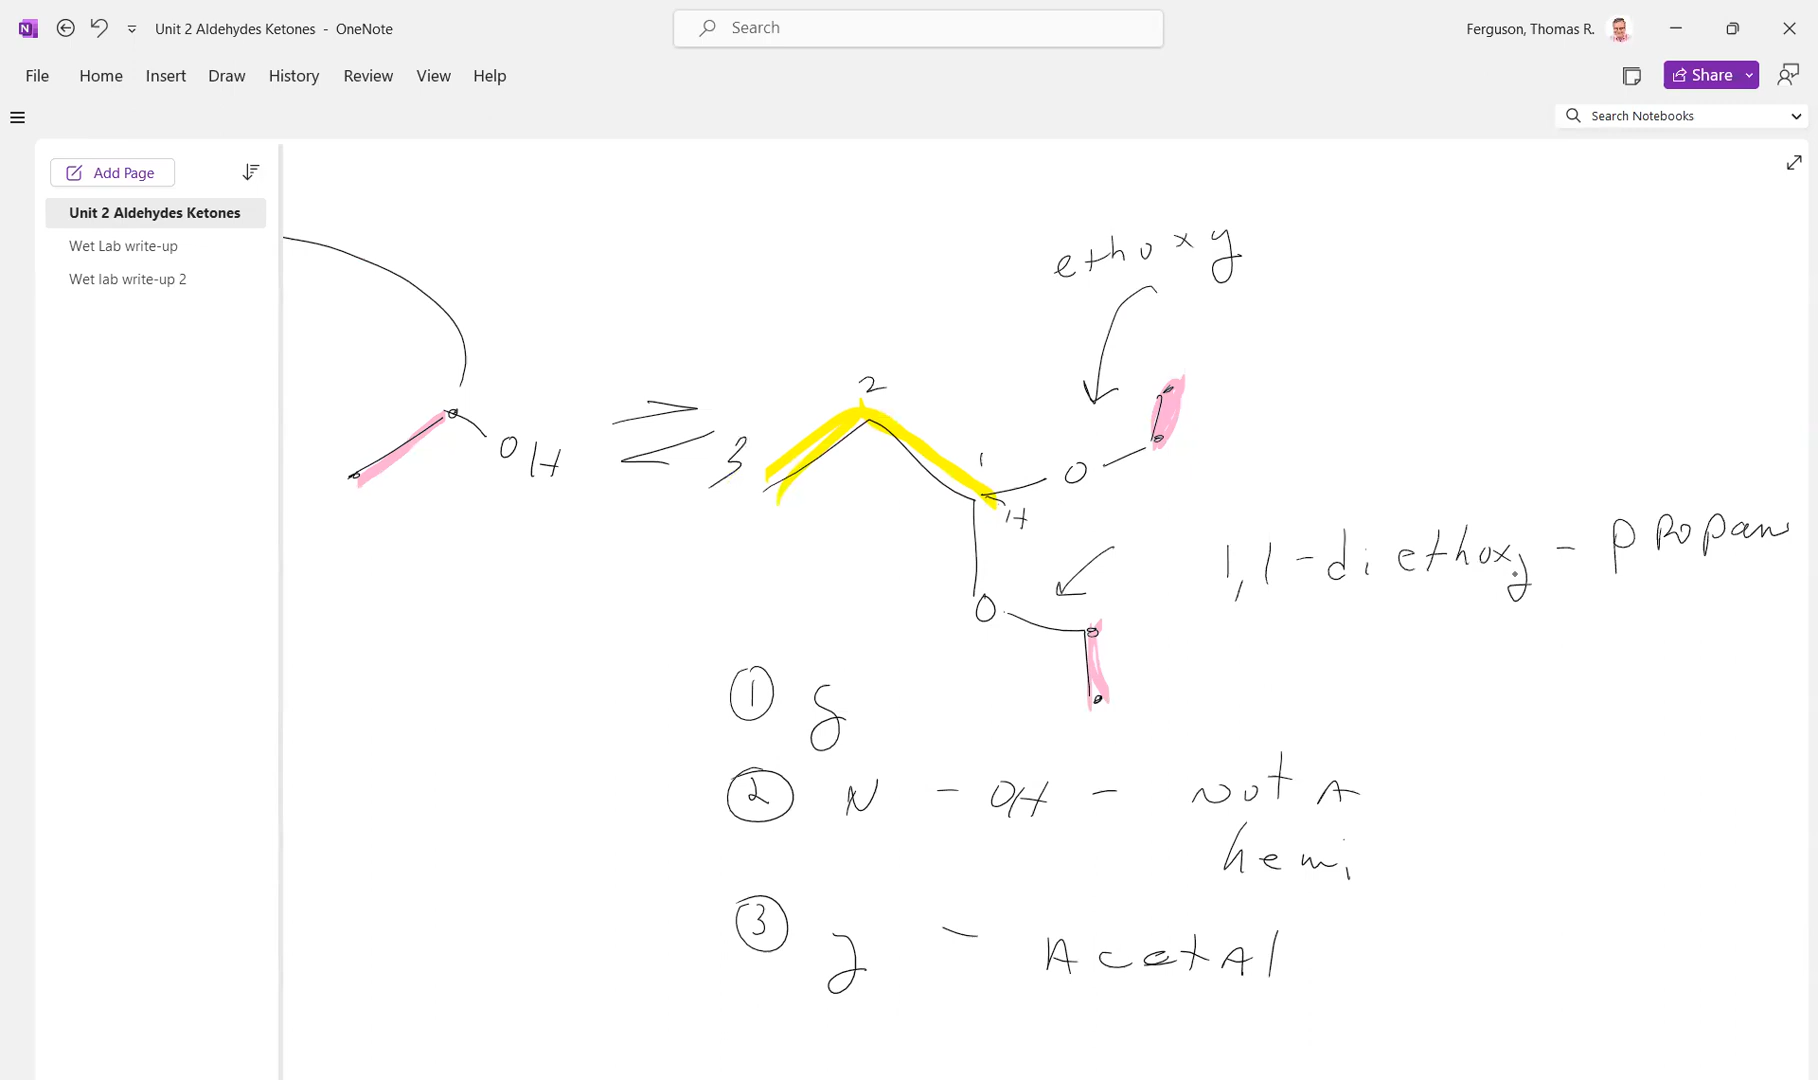 Unit 2 Aldehydes Ketones - OneNote
Search
Ferguson, Thomas R.
File Home Insert Draw History Review View Help
Share
Search Notebooks
Add Page
Unit 2 Aldehydes Ketones
Wet Lab write-up
Wet lab write-up 2
ethoxy
2
OH
3
1
O
H
1,1-diethoxy-propan
O
1 y
2 N - OH - not A
hemi
3 y - Acetal